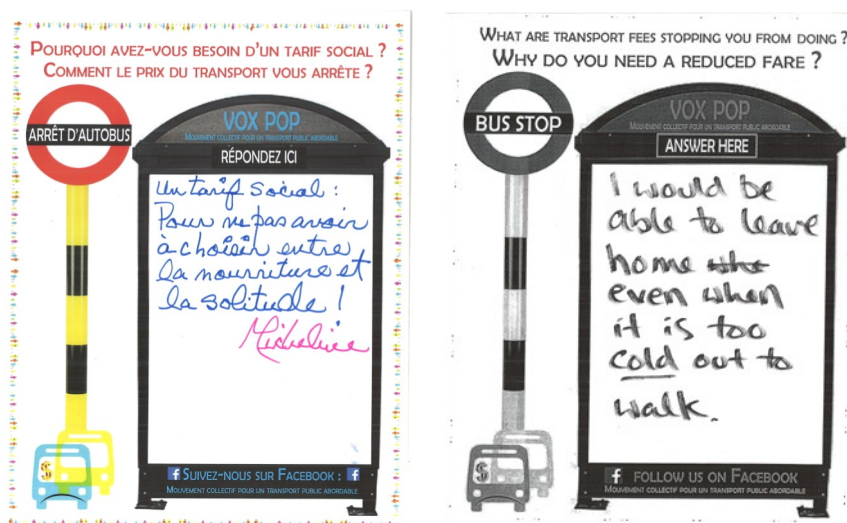 POURQUOI AVEZ-VOUS BESOIN D'UN TARIF SOCIAL ?
COMMENT LE PRIX DU TRANSPORT VOUS ARRÊTE ?
ARRÊT D'AUTOBUS
VOX POP
MOUVEMENT COLLECTIF POUR UN TRANSPORT PUBLIC ABORDABLE
RÉPONDEZ ICI
Un tarif social :
Pour ne pas avoir
à choisir entre
la nourriture et
la solitude !
Micheline
$
SUIVEZ-NOUS SUR FACEBOOK :
MOUVEMENT COLLECTIF POUR UN TRANSPORT PUBLIC ABORDABLE
WHAT ARE TRANSPORT FEES STOPPING YOU FROM DOING ?
WHY DO YOU NEED A REDUCED FARE ?
BUS STOP
VOX POP
MOUVEMENT COLLECTIF POUR UN TRANSPORT PUBLIC ABORDABLE
ANSWER HERE
I would be
able to leave
home
even when
it is too
cold out to
walk.
$
FOLLOW US ON FACEBOOK
MOUVEMENT COLLECTIF POUR UN TRANSPORT PUBLIC ABORDABLE